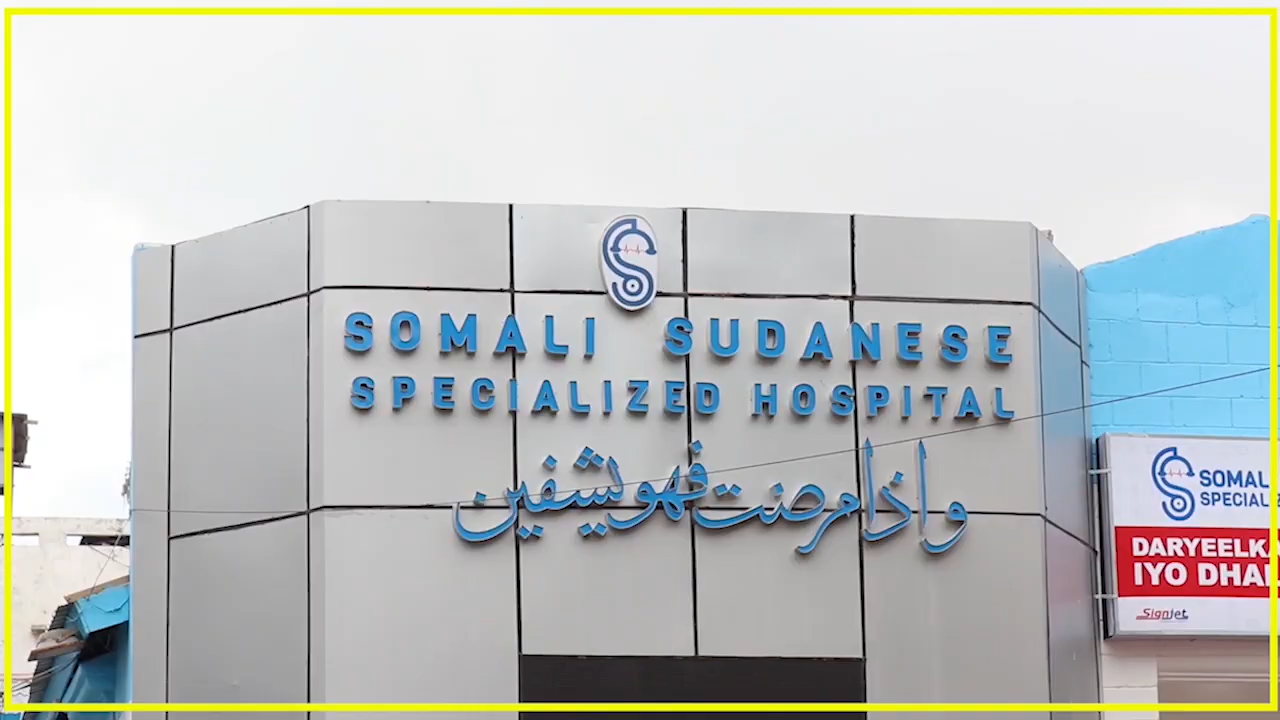 SOMALI SUDANESE
SPECIALIZED HOSPITAL
واذا مرضت فهو يشفين
SOMAL
SPECIAL
DARYEELKA
IYO DHA
Signjet